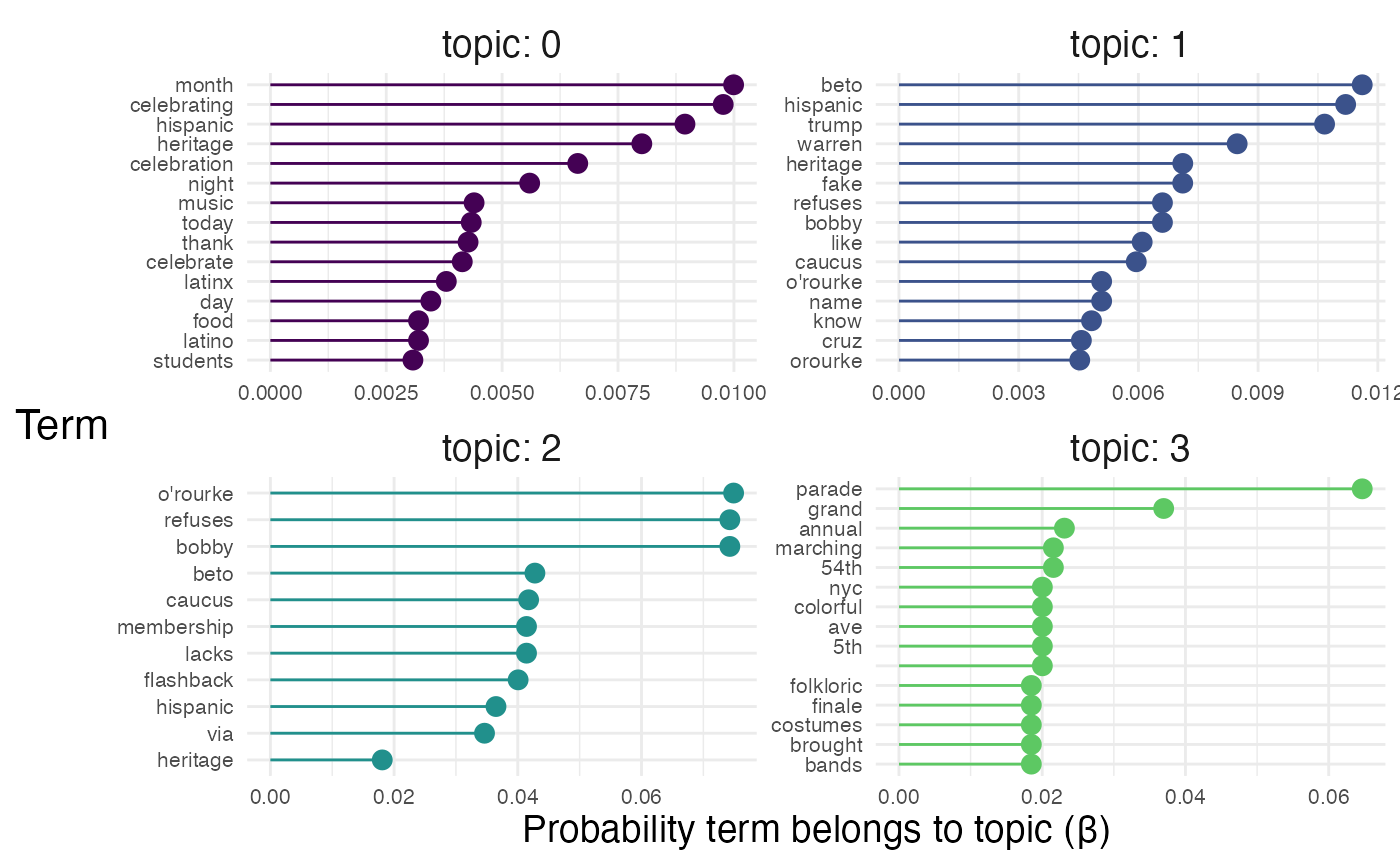 topic: 0
month
celebrating
hispanic
heritage
celebration
night
music
today
thank
celebrate
latinx
day
food
latino
students
0.0000 0.0025 0.0050 0.0075 0.0100
topic: 1
beto
hispanic
trump
warren
heritage
fake
refuses
bobby
like
caucus
o'rourke
name
know
cruz
orourke
0.000 0.003 0.006 0.009 0.012
Term
topic: 2
o'rourke
refuses
bobby
beto
caucus
membership
lacks
flashback
hispanic
via
heritage
0.00 0.02 0.04 0.06
topic: 3
parade
grand
annual
marching
54th
nyc
colorful
ave
5th
folkloric
finale
costumes
brought
bands
0.00 0.02 0.04 0.06
Probability term belongs to topic (β)